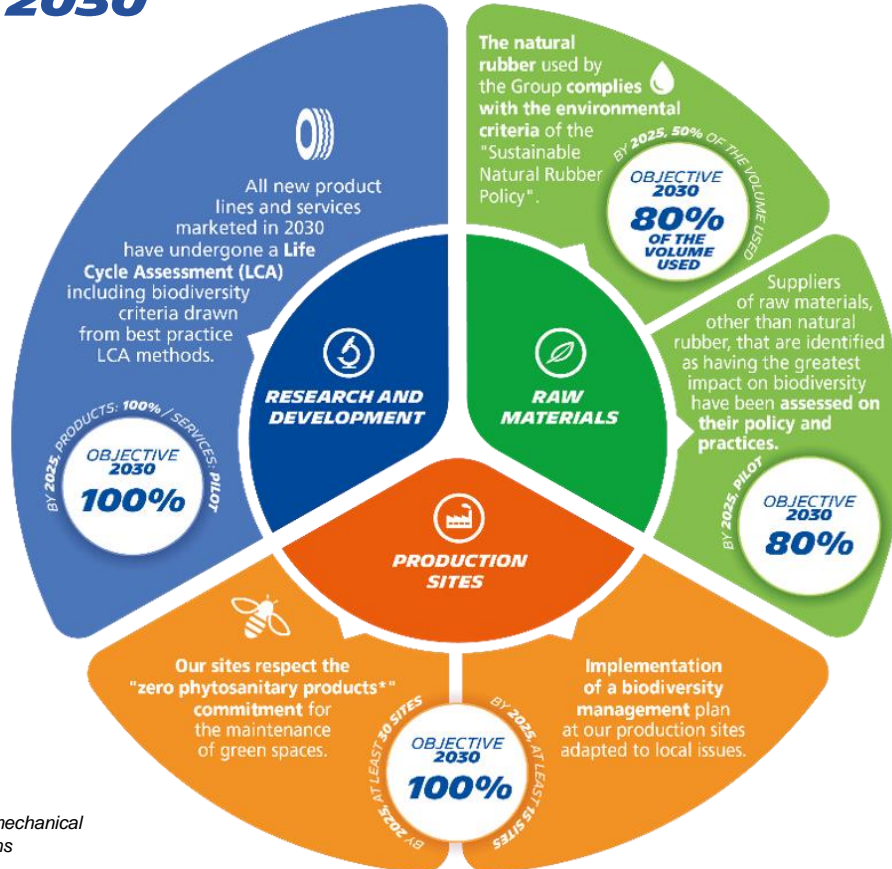 2030
All new product
lines and services
marketed in 2030
have undergone a Life
Cycle Assessment (LCA)
including biodiversity
criteria drawn
from best practice
LCA methods.
BY 2025, PRODUCTS: 100% / SERVICES: PILOT
OBJECTIVE
2030
100%
RESEARCH AND
DEVELOPMENT
The natural
rubber used by
the Group complies
with the environmental
criteria of the
"Sustainable
Natural Rubber
Policy".
BY 2025, 50% OF THE VOLUME USED
OBJECTIVE
2030
80%
OF THE
VOLUME
USED
RAW
MATERIALS
Suppliers
of raw materials,
other than natural
rubber, that are identified
as having the greatest
impact on biodiversity
have been assessed on
their policy and
practices.
BY 2025, PILOT
OBJECTIVE
2030
80%
PRODUCTION
SITES
Our sites respect the
"zero phytosanitary products*"
commitment for
the maintenance
of green spaces.
BY 2025, AT LEAST 30 SITES
OBJECTIVE
2030
100%
BY 2025, AT LEAST 15 SITES
Implementation
of a biodiversity
management plan
at our production sites
adapted to local issues.